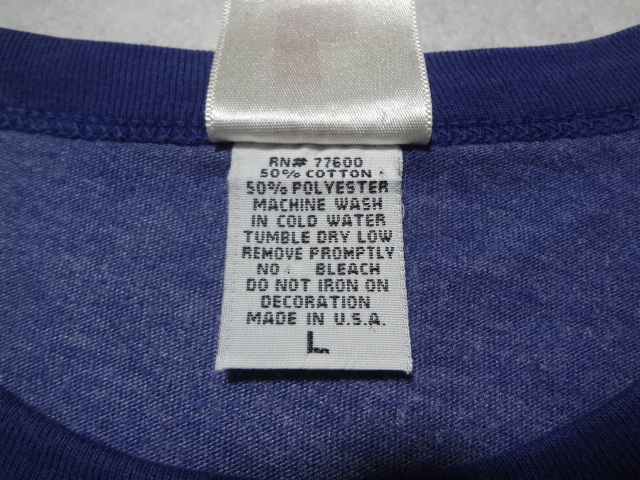 RN# 77600
50% COTTON
50% POLYESTER
MACHINE WASH
IN COLD WATER
TUMBLE DRY LOW
REMOVE PROMPTLY
NO BLEACH
DO NOT IRON ON
DECORATION
MADE IN U.S.A.
L